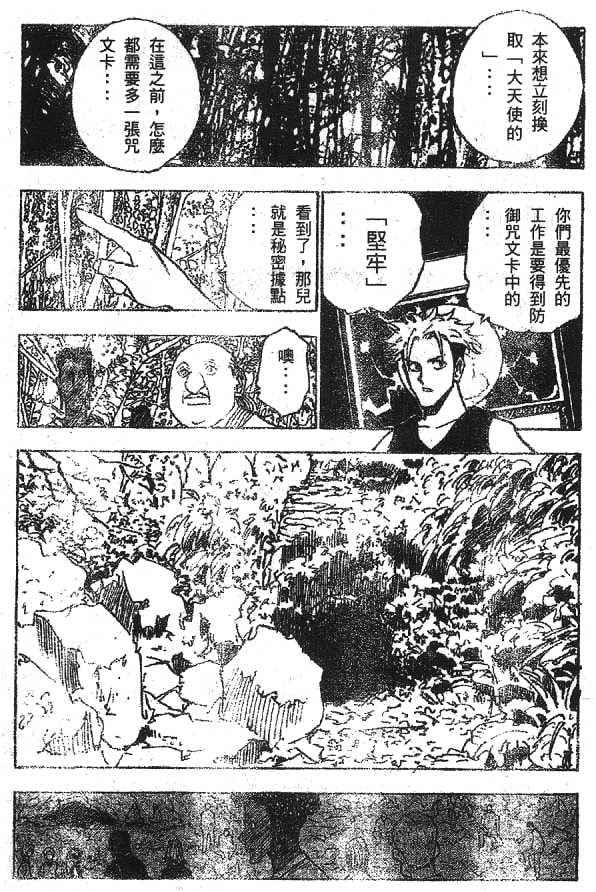 本來想立刻換
取「大天使的
」…
在這之前，怎麼
都需要多一張咒
文卡…
你們最優先的
工作是要得到防
御咒文卡中的
…
「堅牢」
…
看到了，那兒
就是秘密據點
…
噢…